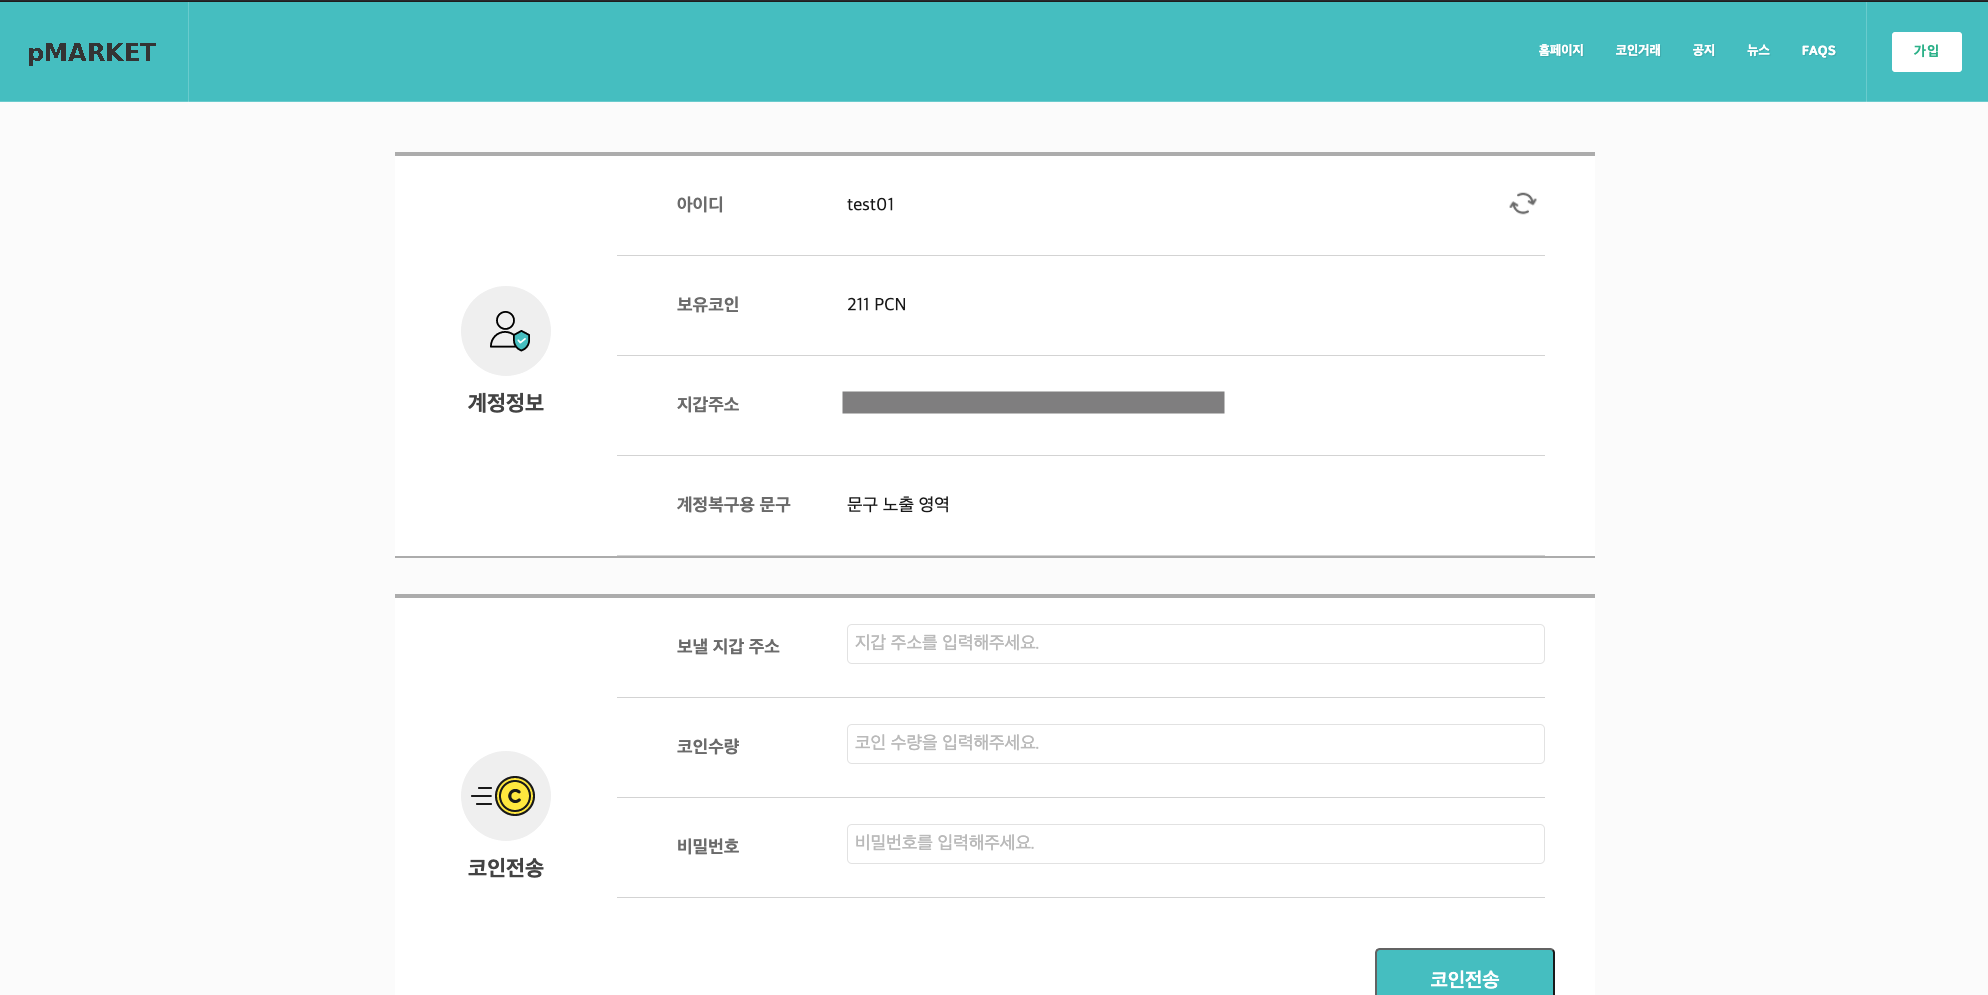 pMARKET
홈페이지 코인거래 공지 뉴스 FAQS 가입
아이디 test01
보유코인 211 PCN
지갑주소
계정정보
계정복구용 문구 문구 노출 영역
보낼 지갑 주소 지갑 주소를 입력해주세요.
코인수량 코인 수량을 입력해주세요.
C
비밀번호 비밀번호를 입력해주세요.
코인전송
코인전송